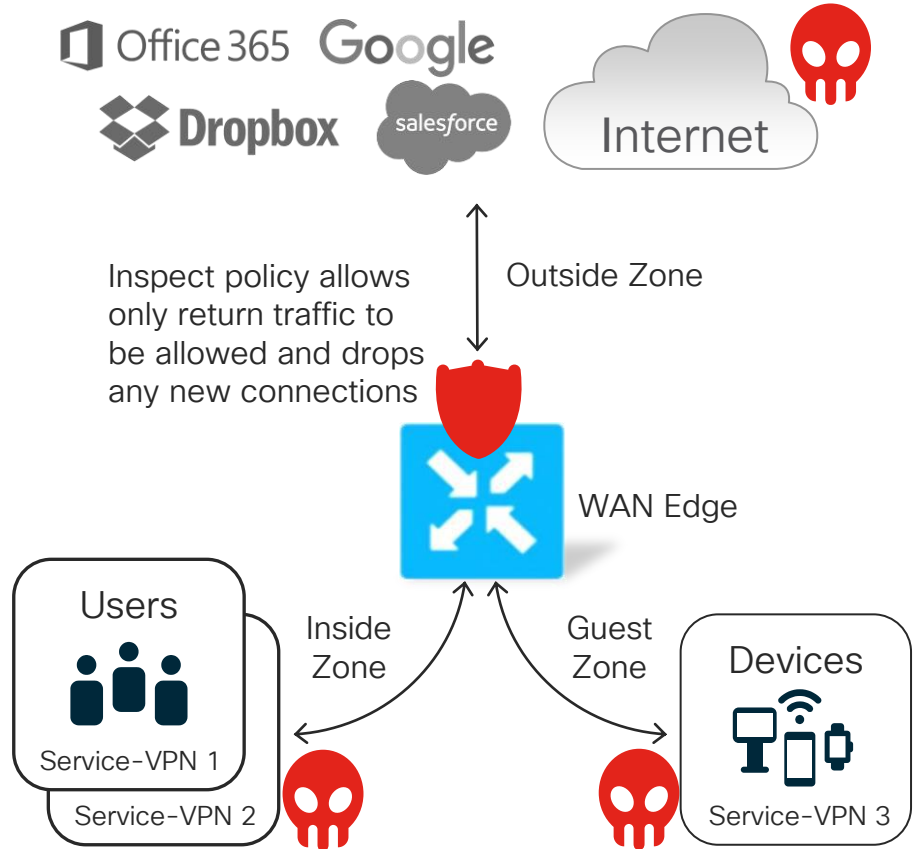 Office 365
Google
Dropbox
salesforce
Internet
Inspect policy allows
only return traffic to
be allowed and drops
any new connections
Outside Zone
WAN Edge
Users
Service-VPN 1
Service-VPN 2
Inside
Zone
Guest
Zone
Devices
Service-VPN 3